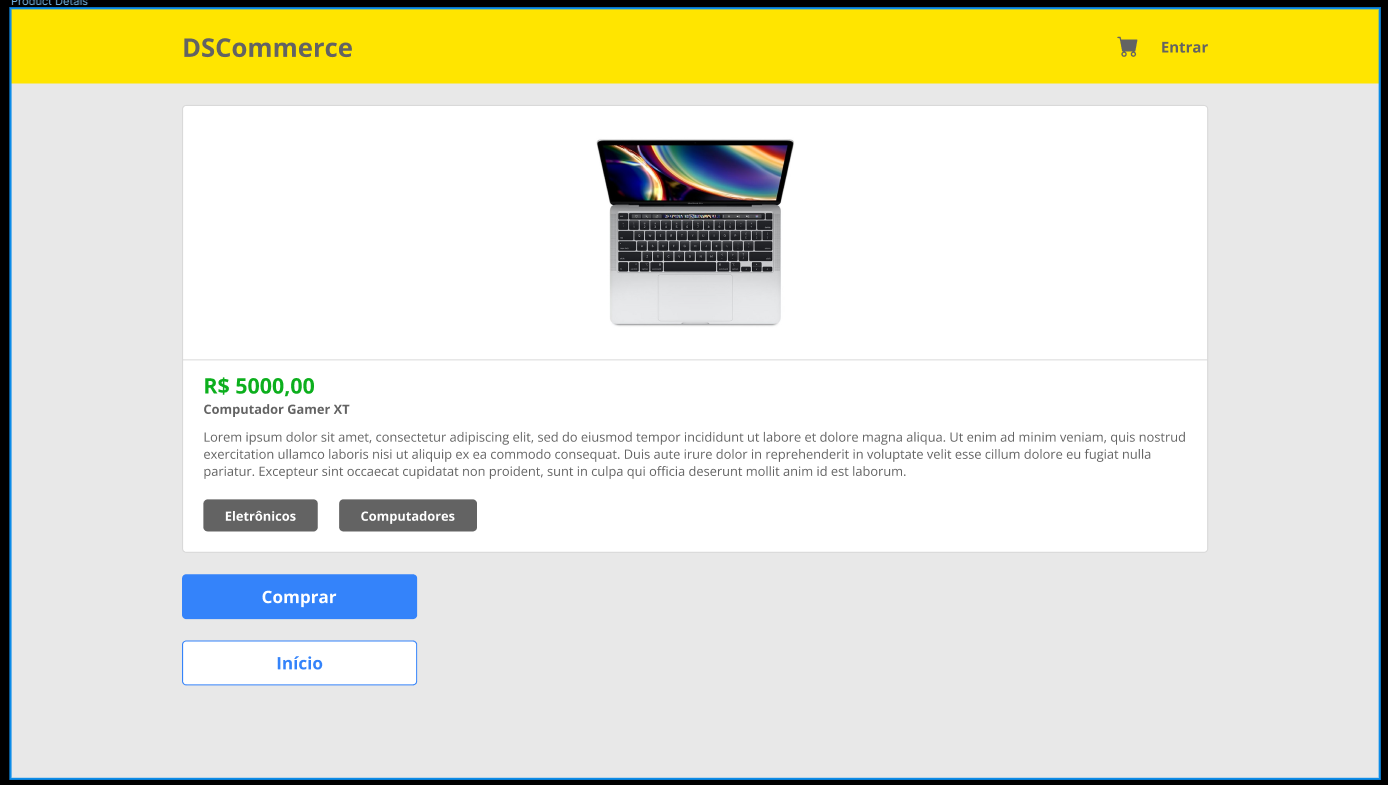 Product Detais
DSCommerce
Entrar
R$ 5000,00
Computador Gamer XT
Lorem ipsum dolor sit amet, consectetur adipiscing elit, sed do eiusmod tempor incididunt ut labore et dolore magna aliqua. Ut enim ad minim veniam, quis nostrud
exercitation ullamco laboris nisi ut aliquip ex ea commodo consequat. Duis aute irure dolor in reprehenderit in voluptate velit esse cillum dolore eu fugiat nulla
pariatur. Excepteur sint occaecat cupidatat non proident, sunt in culpa qui officia deserunt mollit anim id est laborum.
Eletrônicos
Computadores
Comprar
Início